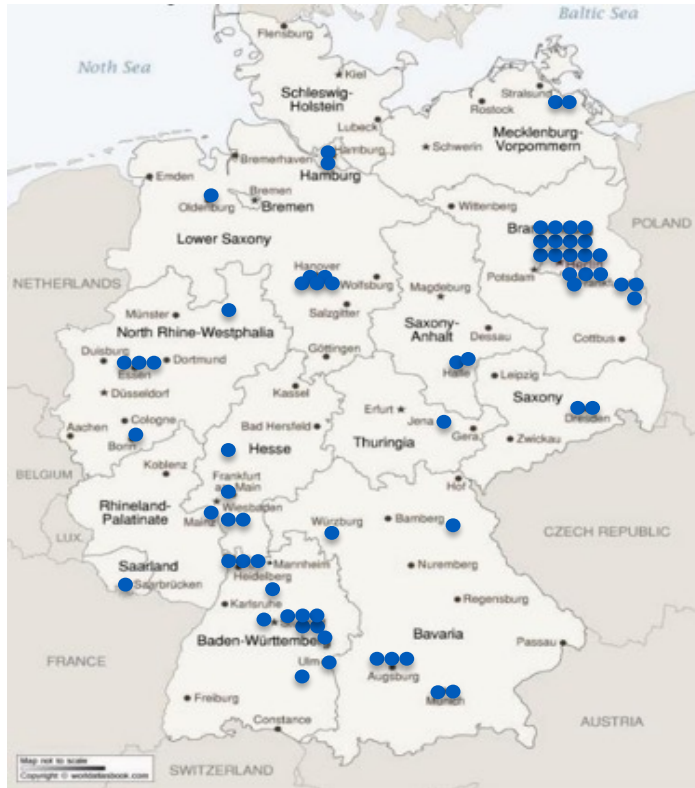 Baltic Sea
Flensburg
Noth Sea
Kiel
Schleswig-
Holstein
Stralsund
Rostock
Lubeck
Mecklenburg-
Vorpommern
Schwerin
Hamburg
Bremerhaven
Hamburg
Emden
Bremen
Oldenburg
Bremen
Wittenberg
POLAND
Lower Saxony
Hanover
NETHERLANDS
Wolfsburg
Potsdam
Magdeburg
Münster
Salzgitter
North Rhine-Westphalia
Saxony-
Anhalt
Dessau
Cottbus
Duisburg
Dortmund
Göttingen
Essen
Halle
Leipzig
Düsseldorf
Kassel
Saxony
Dresden
Erfurt
Jena
Cologne
Aachen
Bad Hersfeld
Gera
Bonn
Thuringia
Zwickau
Hesse
Koblenz
BELGIUM
Frankfurt
Main
Hof
Rhineland-
Palatinate
Wiesbaden
Mainz
Würzburg
Bamberg
CZECH REPUBLIC
LUX.
Saarland
Mannheim
Nuremberg
Heidelberg
Saarbrücken
Karlsruhe
Regensburg
Baden-Württembe
Bavaria
Passau
FRANCE
Ulm
Augsburg
Freiburg
Munich
Constance
AUSTRIA
Map not to scale
Copyright © worldatlasbook.com
SWITZERLAND